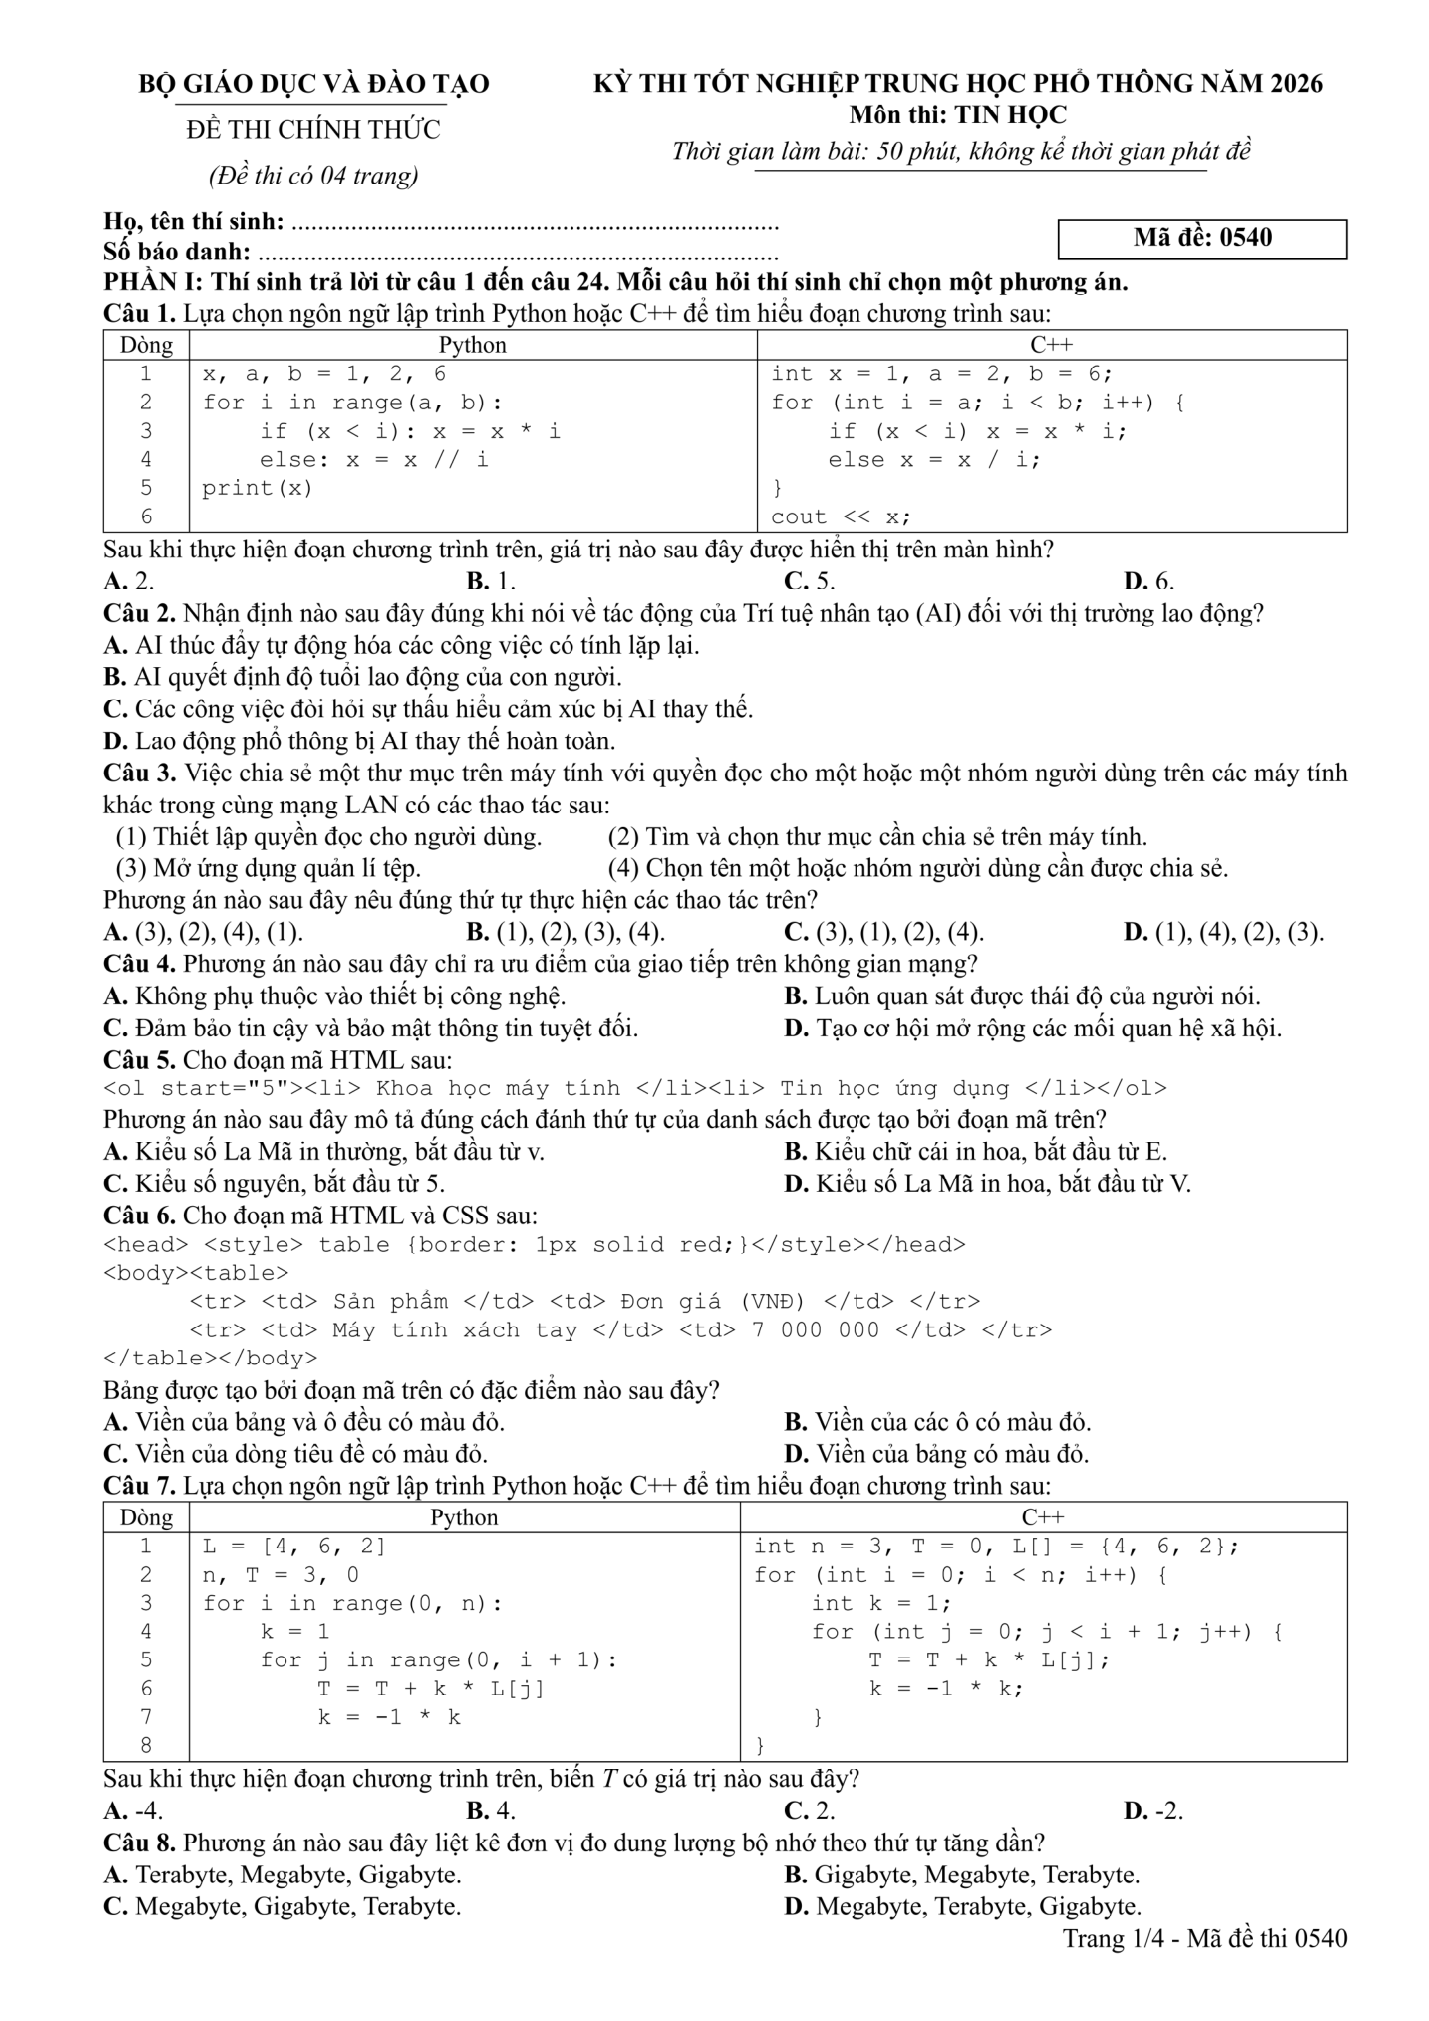 BỘ GIÁO DỤC VÀ ĐÀO TẠO
ĐỀ THI CHÍNH THỨC
(Đề thi có 04 trang)
KỲ THI TỐT NGHIỆP TRUNG HỌC PHỔ THÔNG NĂM 2026
Môn thi: TIN HỌC
Thời gian làm bài: 50 phút, không kể thời gian phát đề
Họ, tên thí sinh: ..........................................................................
Số báo danh: ...............................................................................
Mã đề: 0540
PHẦN I: Thí sinh trả lời từ câu 1 đến câu 24. Mỗi câu hỏi thí sinh chỉ chọn một phương án.
Câu 1. Lựa chọn ngôn ngữ lập trình Python hoặc C++ để tìm hiểu đoạn chương trình sau:
Dòng Python C++
1 x, a, b = 1, 2, 6 int x = 1, a = 2, b = 6;
2 for i in range(a, b): for (int i = a; i < b; i++) {
3 if (x < i): x = x * i if (x < i) x = x * i;
4 else: x = x // i else x = x / i;
5 print(x) }
6 cout << x;
Sau khi thực hiện đoạn chương trình trên, giá trị nào sau đây được hiển thị trên màn hình?
A. 2. B. 1. C. 5. D. 6.
Câu 2. Nhận định nào sau đây đúng khi nói về tác động của Trí tuệ nhân tạo (AI) đối với thị trường lao động?
A. AI thúc đẩy tự động hóa các công việc có tính lặp lại.
B. AI quyết định độ tuổi lao động của con người.
C. Các công việc đòi hỏi sự thấu hiểu cảm xúc bị AI thay thế.
D. Lao động phổ thông bị AI thay thế hoàn toàn.
Câu 3. Việc chia sẻ một thư mục trên máy tính với quyền đọc cho một hoặc một nhóm người dùng trên các máy tính
khác trong cùng mạng LAN có các thao tác sau:
(1) Thiết lập quyền đọc cho người dùng. (2) Tìm và chọn thư mục cần chia sẻ trên máy tính.
(3) Mở ứng dụng quản lí tệp. (4) Chọn tên một hoặc nhóm người dùng cần được chia sẻ.
Phương án nào sau đây nêu đúng thứ tự thực hiện các thao tác trên?
A. (3), (2), (4), (1). B. (1), (2), (3), (4). C. (3), (1), (2), (4). D. (1), (4), (2), (3).
Câu 4. Phương án nào sau đây chỉ ra ưu điểm của giao tiếp trên không gian mạng?
A. Không phụ thuộc vào thiết bị công nghệ. B. Luôn quan sát được thái độ của người nói.
C. Đảm bảo tin cậy và bảo mật thông tin tuyệt đối. D. Tạo cơ hội mở rộng các mối quan hệ xã hội.
Câu 5. Cho đoạn mã HTML sau:
<ol start="5"><li> Khoa học máy tính </li><li> Tin học ứng dụng </li></ol>
Phương án nào sau đây mô tả đúng cách đánh thứ tự của danh sách được tạo bởi đoạn mã trên?
A. Kiểu số La Mã in thường, bắt đầu từ v. B. Kiểu chữ cái in hoa, bắt đầu từ E.
C. Kiểu số nguyên, bắt đầu từ 5. D. Kiểu số La Mã in hoa, bắt đầu từ V.
Câu 6. Cho đoạn mã HTML và CSS sau:
<head> <style> table {border: 1px solid red;}</style></head>
<body><table>
<tr> <td> Sản phẩm </td> <td> Đơn giá (VNĐ) </td> </tr>
<tr> <td> Máy tính xách tay </td> <td> 7 000 000 </td> </tr>
</table></body>
Bảng được tạo bởi đoạn mã trên có đặc điểm nào sau đây?
A. Viền của bảng và ô đều có màu đỏ. B. Viền của các ô có màu đỏ.
C. Viền của dòng tiêu đề có màu đỏ. D. Viền của bảng có màu đỏ.
Câu 7. Lựa chọn ngôn ngữ lập trình Python hoặc C++ để tìm hiểu đoạn chương trình sau:
Dòng Python C++
1 L = [4, 6, 2] int n = 3, T = 0, L[] = {4, 6, 2};
2 n, T = 3, 0 for (int i = 0; i < n; i++) {
3 for i in range(0, n): int k = 1;
4 k = 1 for (int j = 0; j < i + 1; j++) {
5 for j in range(0, i + 1): T = T + k * L[j];
6 T = T + k * L[j] k = -1 * k;
7 k = -1 * k }
8 }
Sau khi thực hiện đoạn chương trình trên, biến T có giá trị nào sau đây?
A. -4. B. 4. C. 2. D. -2.
Câu 8. Phương án nào sau đây liệt kê đơn vị đo dung lượng bộ nhớ theo thứ tự tăng dần?
A. Terabyte, Megabyte, Gigabyte. B. Gigabyte, Megabyte, Terabyte.
C. Megabyte, Gigabyte, Terabyte. D. Megabyte, Terabyte, Gigabyte.
Trang 1/4 - Mã đề thi 0540